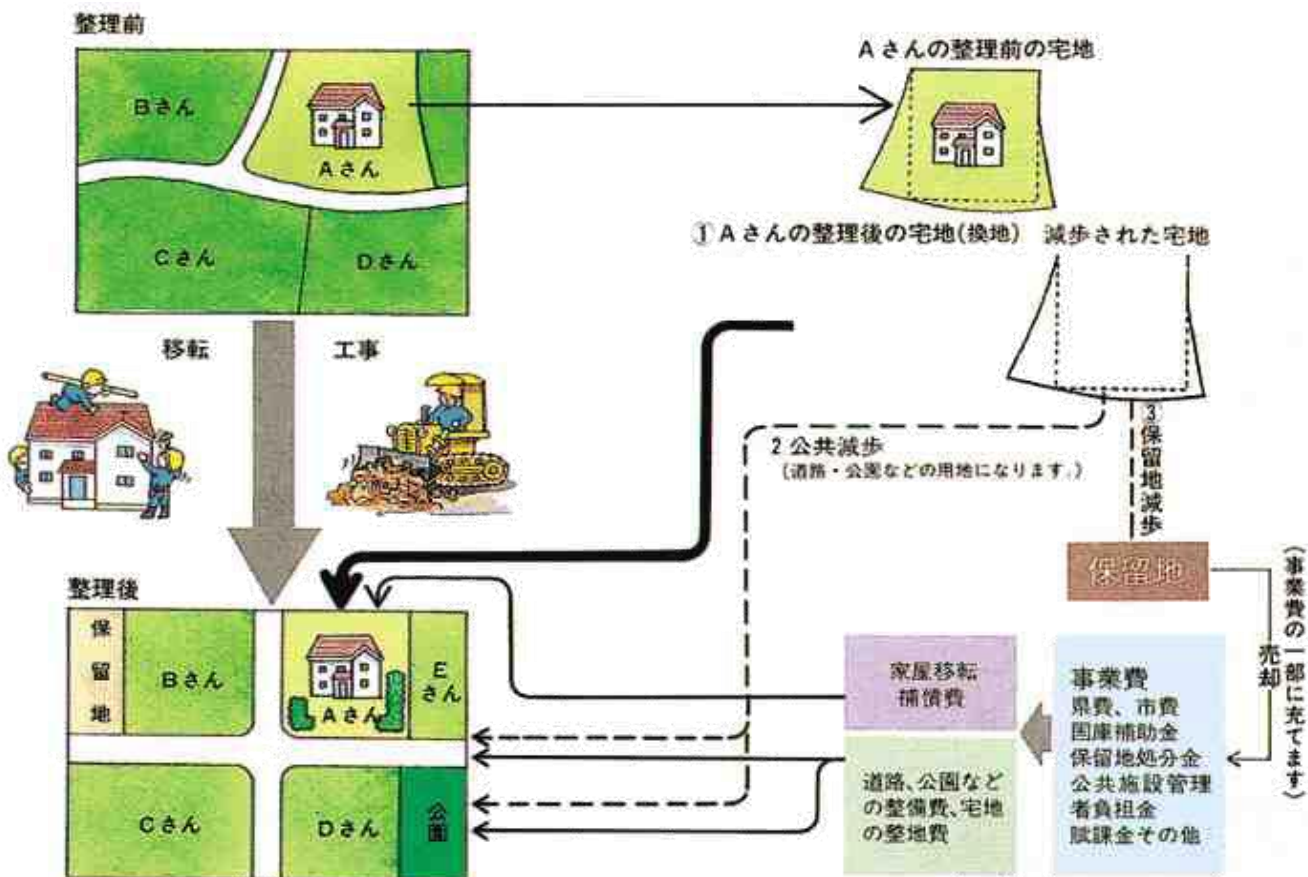 整理前
Bさん
Aさん
Cさん
Dさん
Aさんの整理前の宅地
①Aさんの整理後の宅地(換地)
減歩された宅地
移転
工事
2 公共減歩
(道路・公園などの用地になります。)
③保留地減歩
保留地
売却
(事業費の一部に充てます)
整理後
保留地
Bさん
Aさん
Eさん
Cさん
Dさん
公園
家屋移転
補償費
道路、公園など
の整備費、宅地
の整地費
事業費
県費、市費
国庫補助金
保留地処分金
公共施設管理
者負担金
賦課金その他